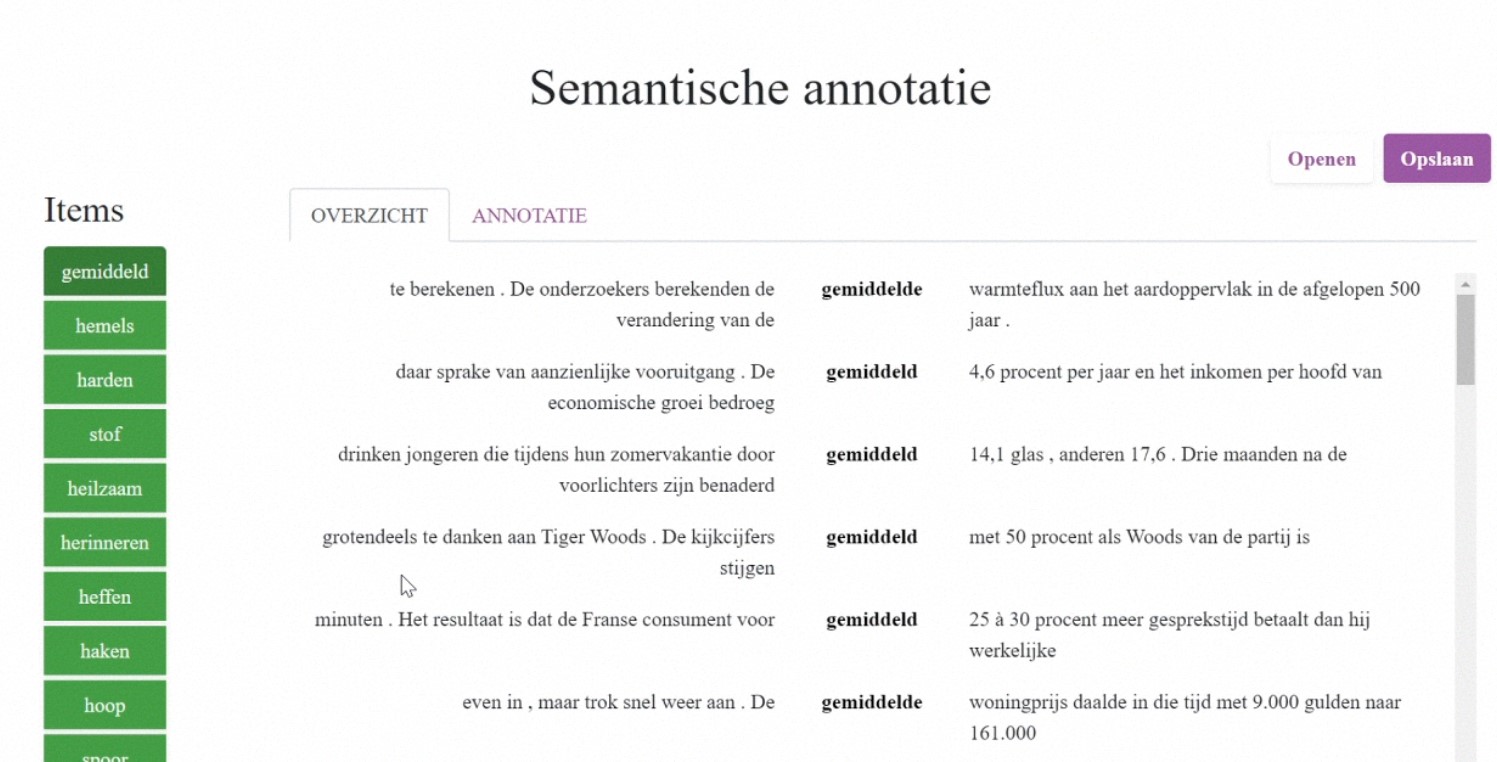 Semantische annotatie
Openen
Opslaan
Items
OVERZICHT
ANNOTATIE
gemiddeld
hemels
harden
stof
heilzaam
herinneren
heffen
haken
hoop
spoor
te berekenen . De onderzoekers berekenden de
verandering van de
gemiddelde
warmteflux aan het aardoppervlak in de afgelopen 500
jaar .
daar sprake van aanzienlijke vooruitgang . De
economische groei bedroeg
gemiddeld
4,6 procent per jaar en het inkomen per hoofd van
drinken jongeren die tijdens hun zomervakantie door
voorlichters zijn benaderd
gemiddeld
14,1 glas , anderen 17,6 . Drie maanden na de
grotendeels te danken aan Tiger Woods . De kijkcijfers
stijgen
gemiddeld
met 50 procent als Woods van de partij is
minuten . Het resultaat is dat de Franse consument voor
gemiddeld
25 à 30 procent meer gesprekstijd betaalt dan hij
werkelijke
even in , maar trok snel weer aan . De
gemiddelde
woningprijs daalde in die tijd met 9.000 gulden naar
161.000